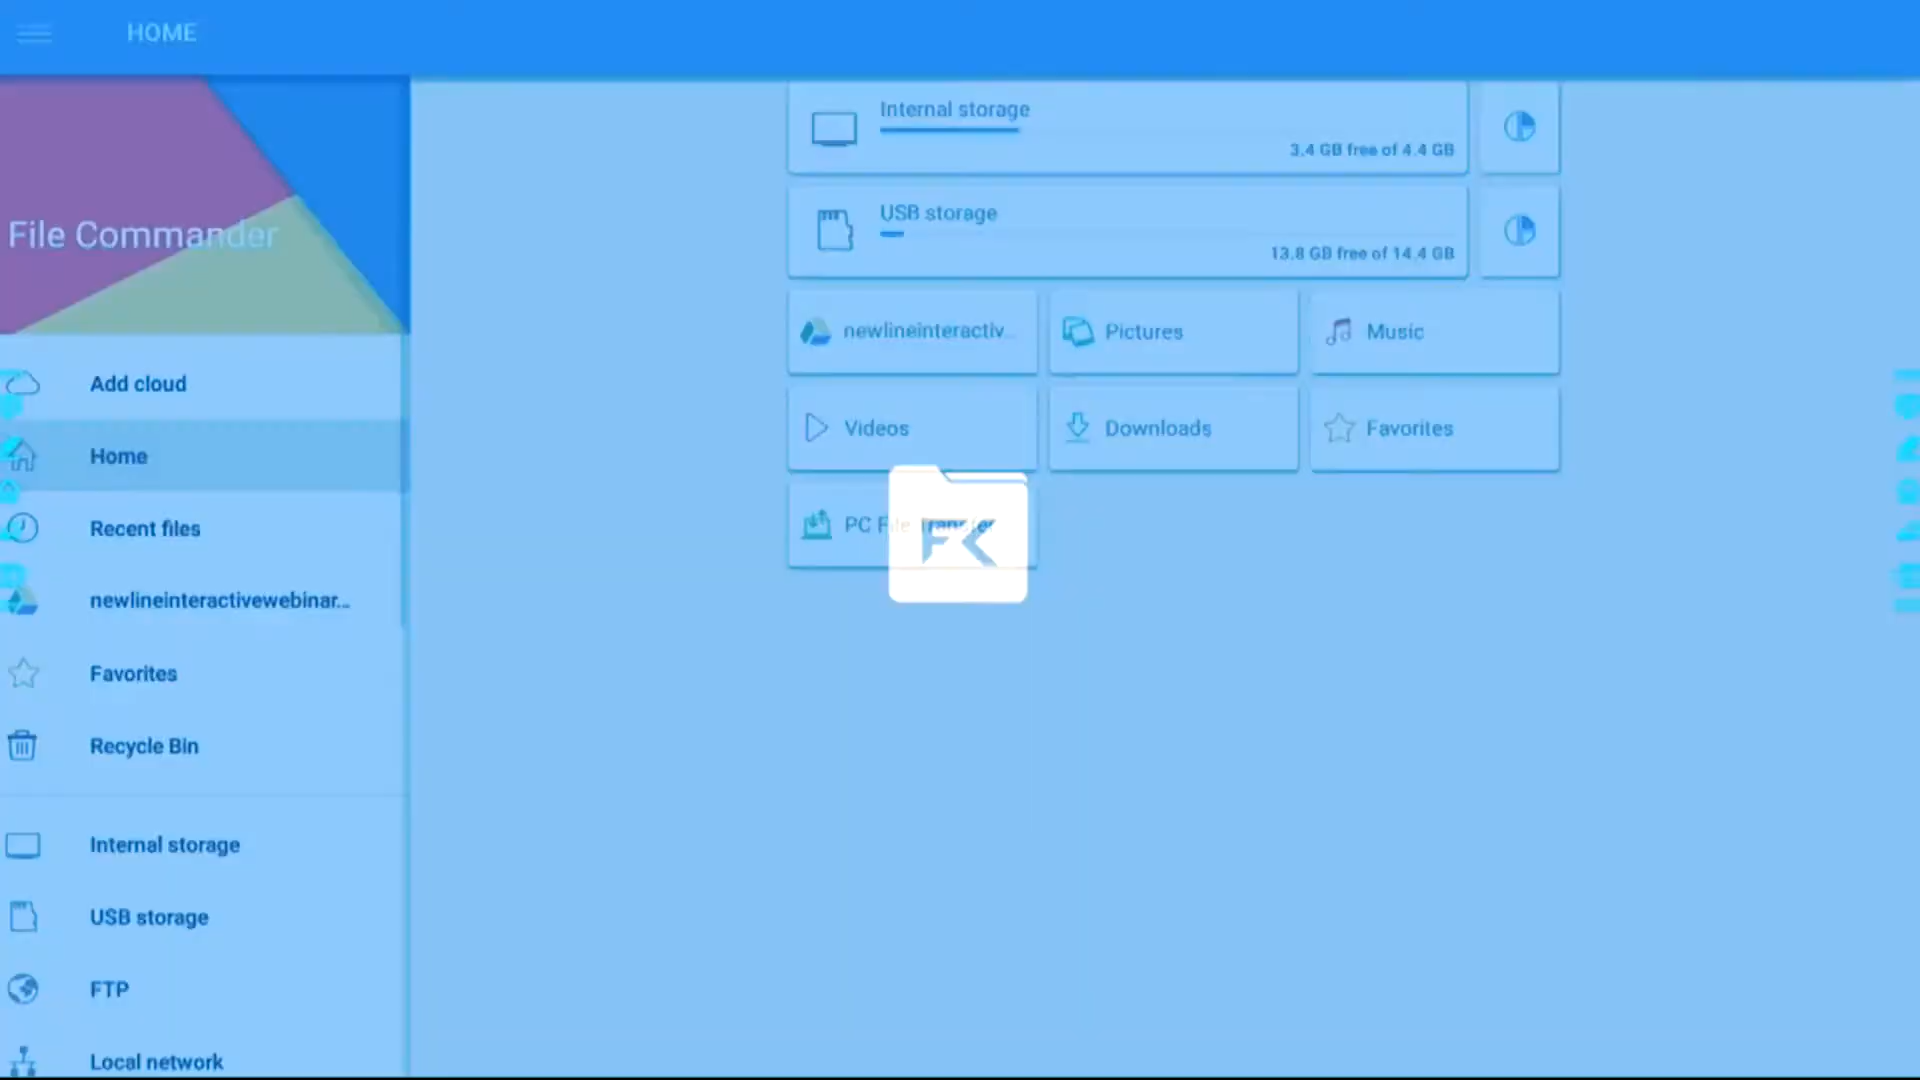 HOME
File Commander
Add cloud
Home
Recent files
newlineinteractivewebinar...
Favorites
Recycle Bin
Internal storage
USB storage
FTP
Local network
Internal storage
3.4 GB free of 4.4 GB
USB storage
13.8 GB free of 14.4 GB
newlineinteractiv...
Pictures
Music
Videos
Downloads
Favorites
PC File Transfer